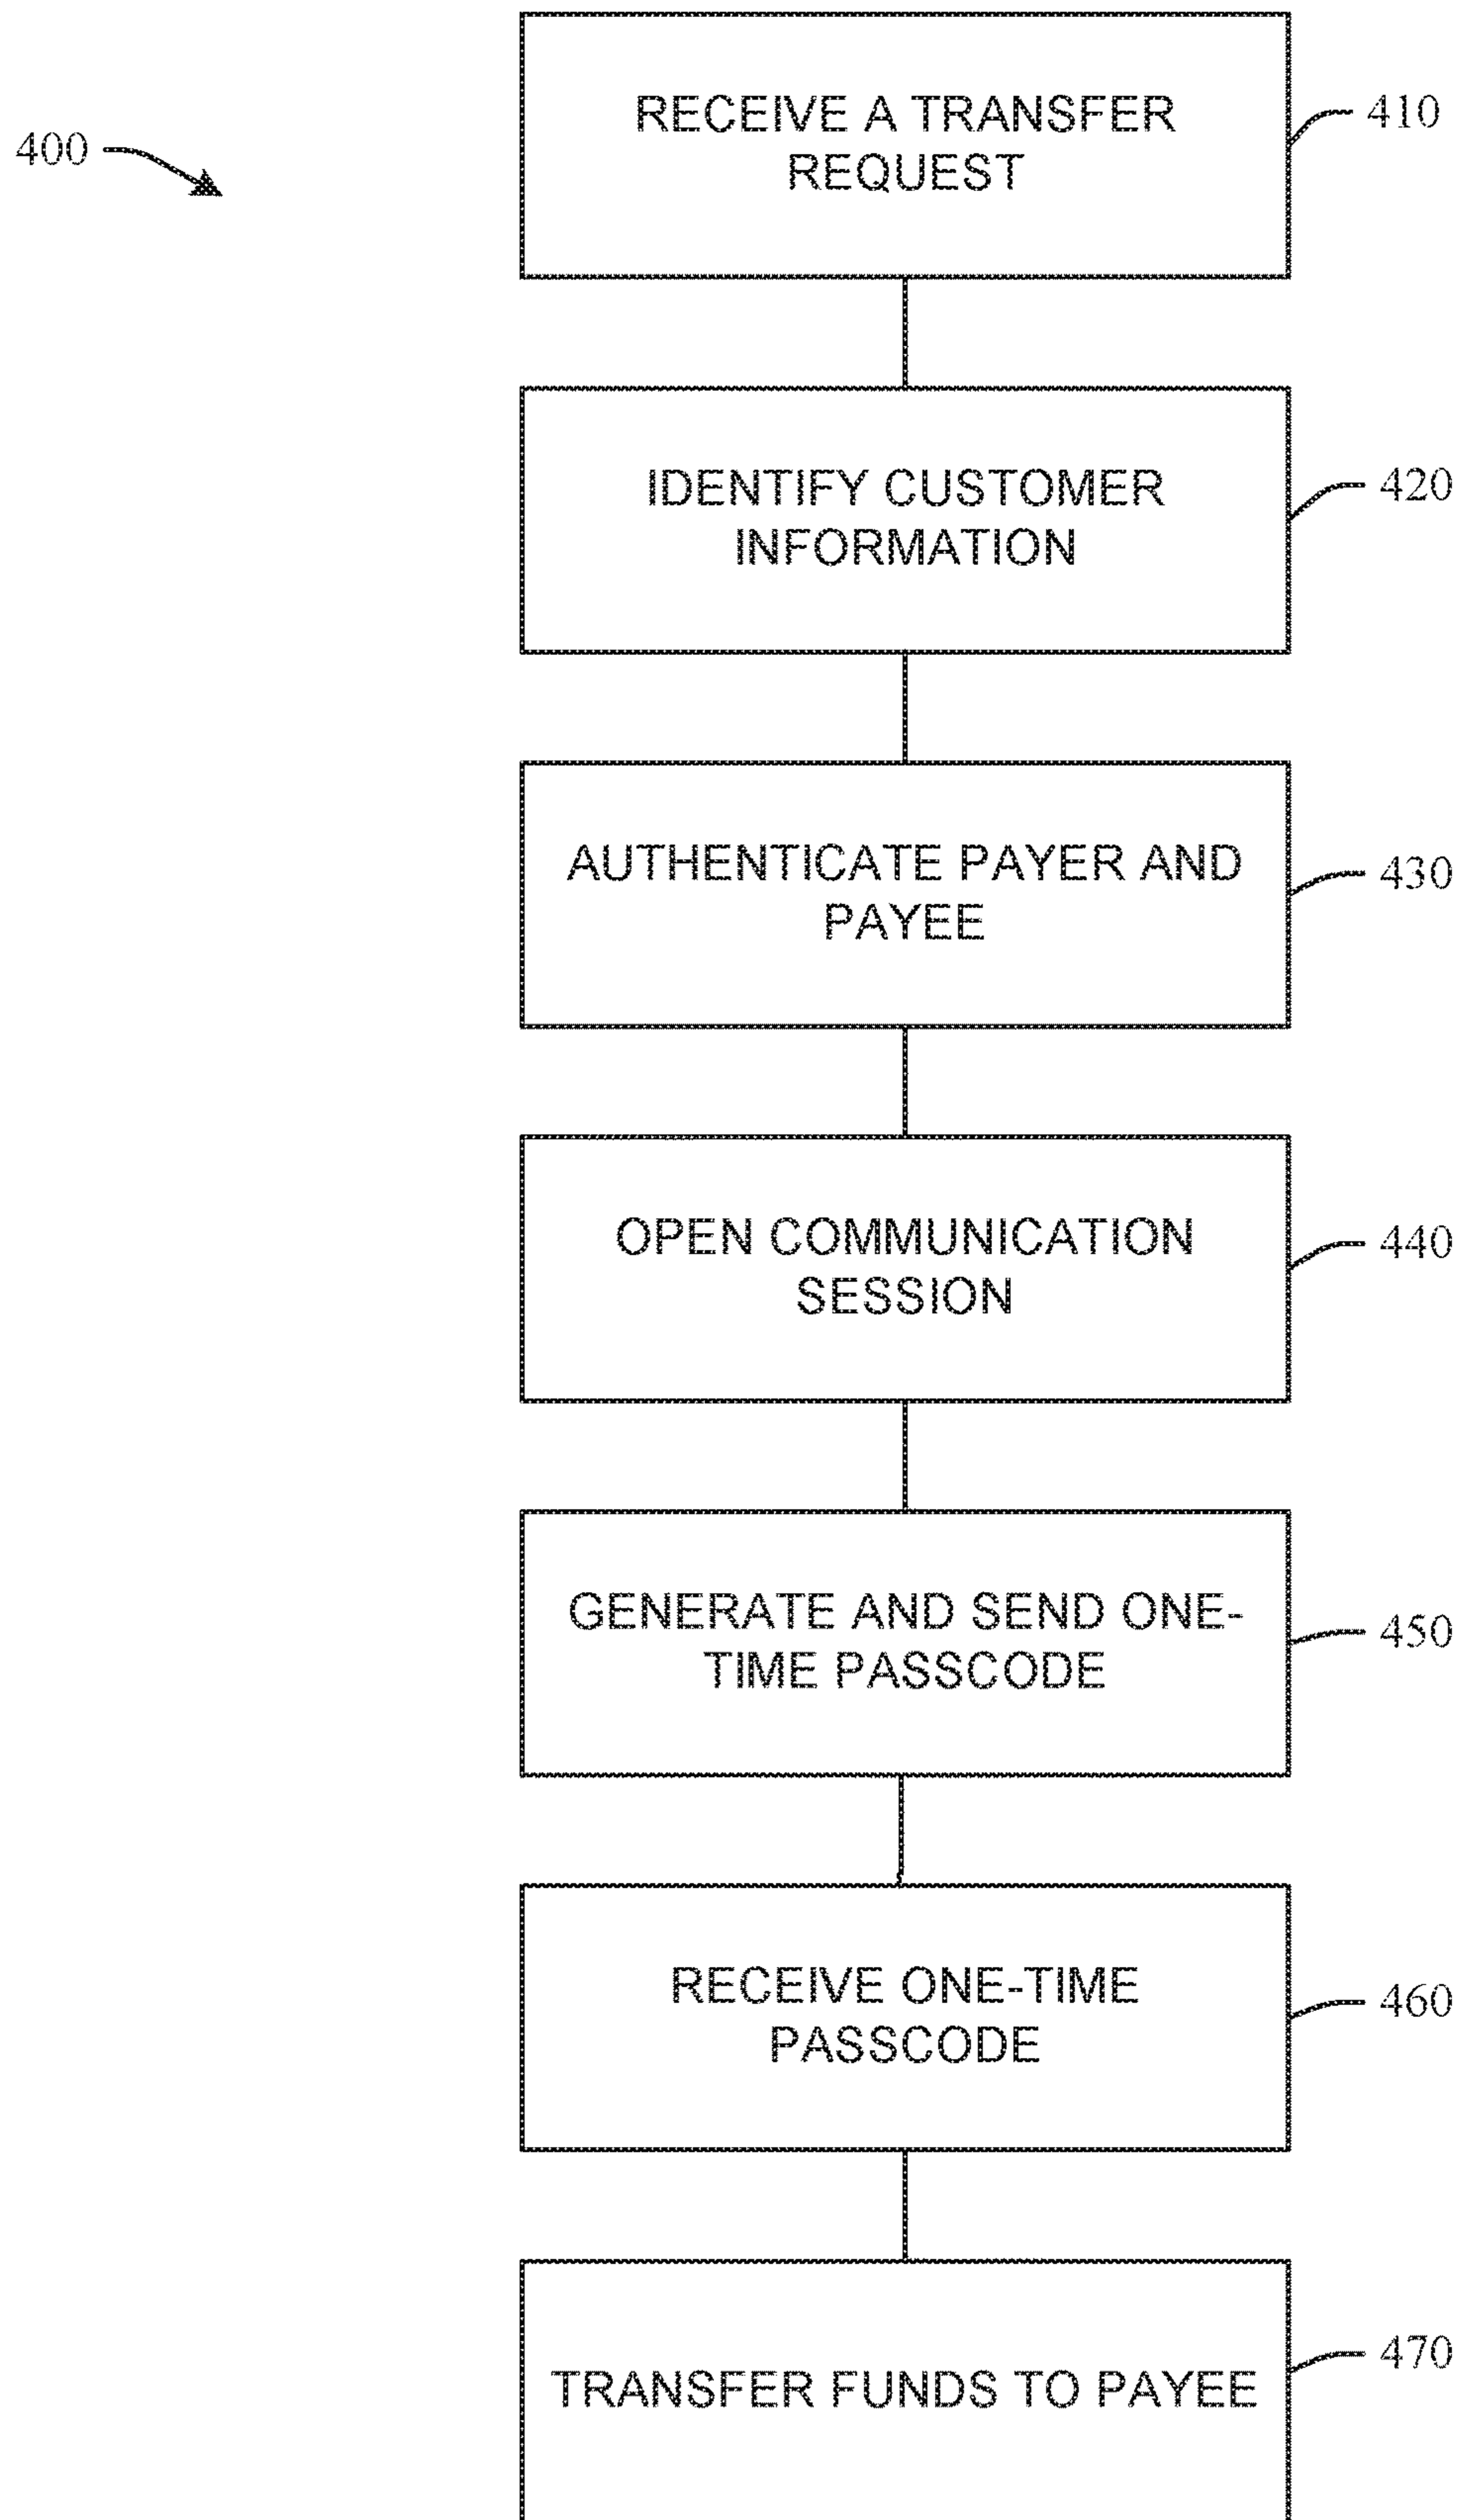 400
RECEIVE A TRANSFER
REQUEST
410
IDENTIFY CUSTOMER
INFORMATION
420
AUTHENTICATE PAYER AND
PAYEE
430
OPEN COMMUNICATION
SESSION
440
GENERATE AND SEND ONE-
TIME PASSCODE
450
RECEIVE ONE-TIME
PASSCODE
460
TRANSFER FUNDS TO PAYEE
470